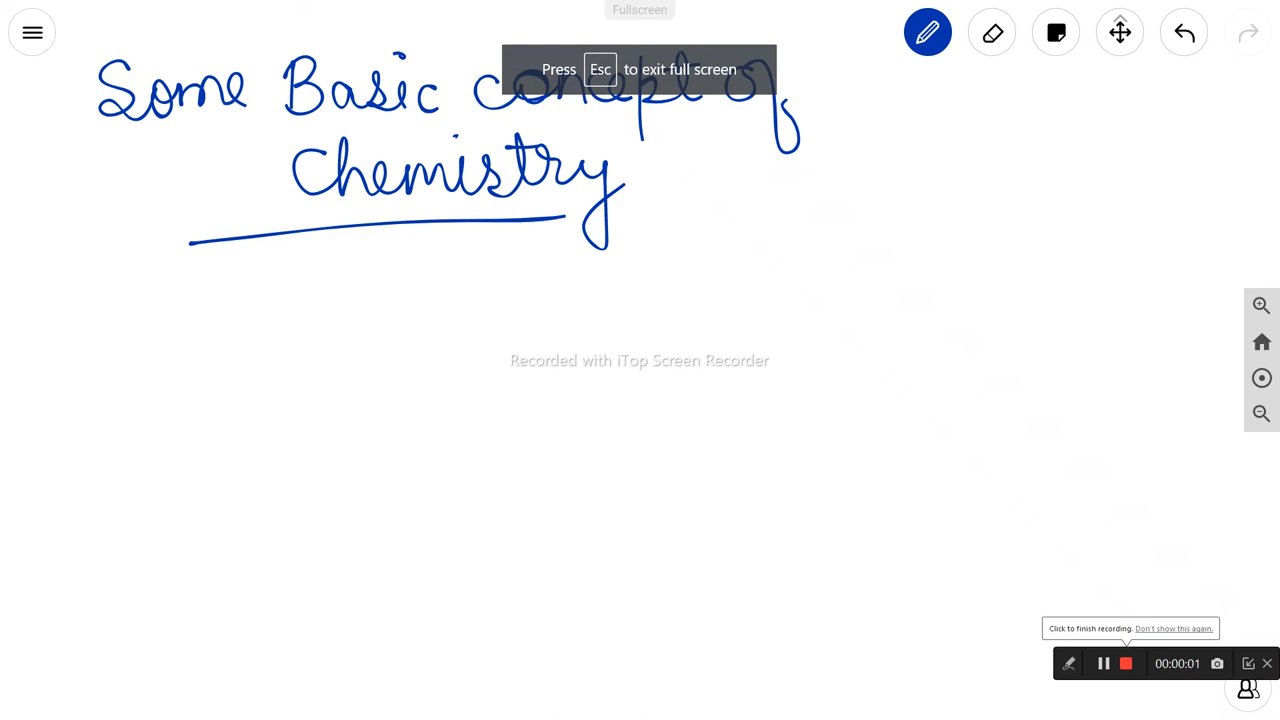 Fullscreen
Press Esc to exit full screen
Some Basic concept of
Chemistry
Recorded with iTop Screen Recorder
Click to finish recording. Don't show this again.
00:00:01